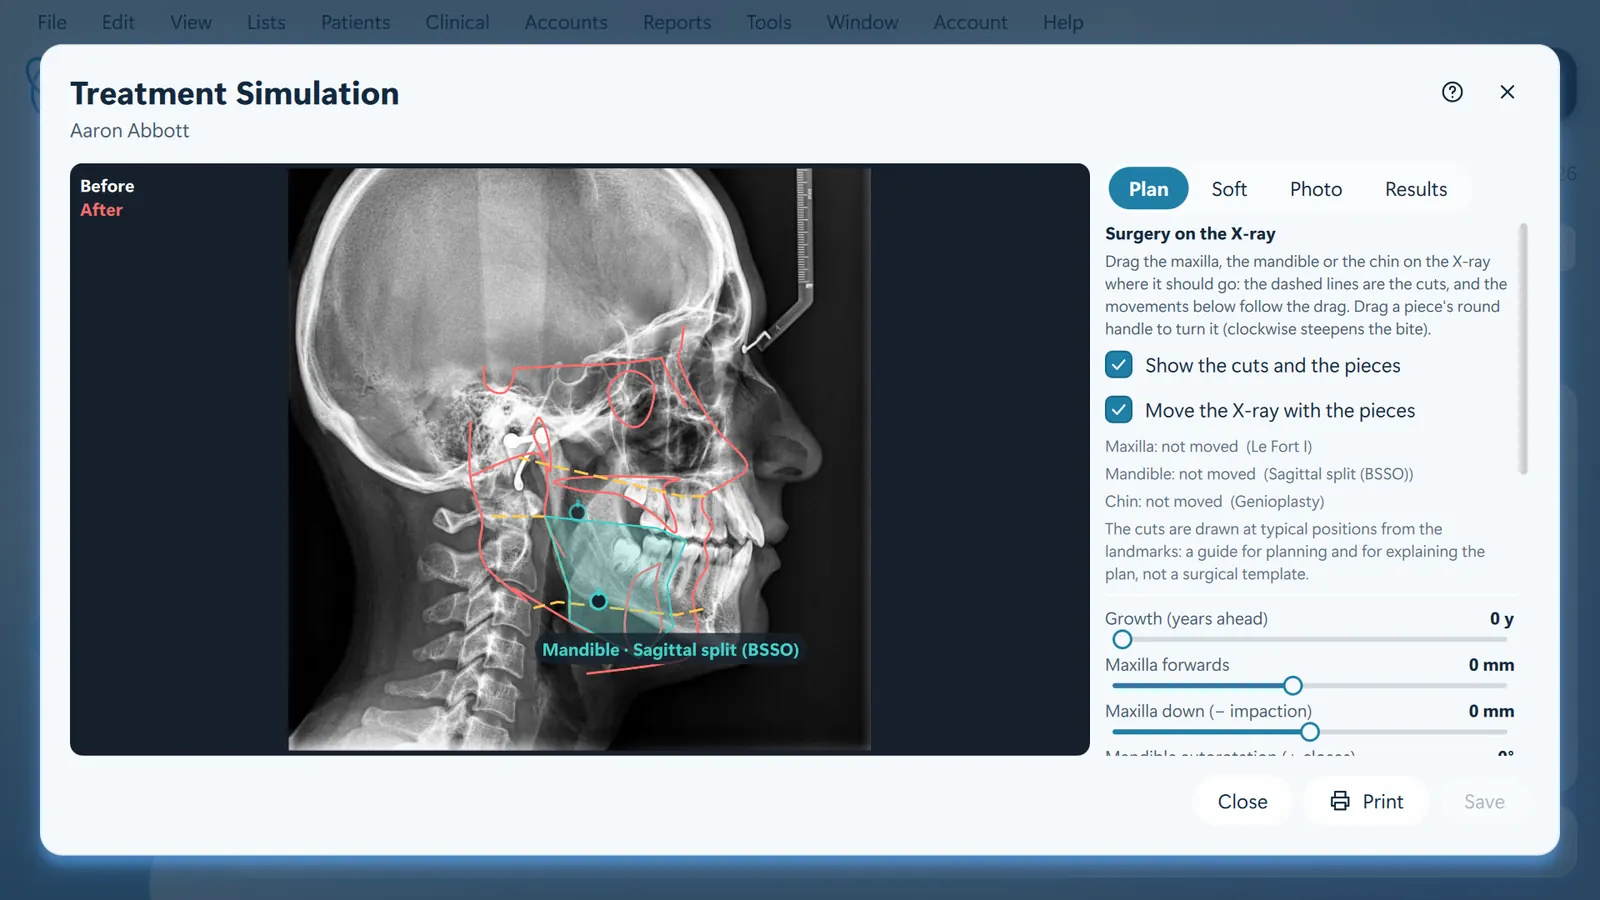 File Edit View Lists Patients Clinical Accounts Reports Tools Window Account Help
Treatment Simulation
Aaron Abbott
Before
After
Mandible · Sagittal split (BSSO)
Plan Soft Photo Results
Surgery on the X-ray
Drag the maxilla, the mandible or the chin on the X-ray
where it should go: the dashed lines are the cuts, and the
movements below follow the drag. Drag a piece's round
handle to turn it (clockwise steepens the bite).
Show the cuts and the pieces
Move the X-ray with the pieces
Maxilla: not moved (Le Fort I)
Mandible: not moved (Sagittal split (BSSO))
Chin: not moved (Genioplasty)
The cuts are drawn at typical positions from the
landmarks: a guide for planning and for explaining the
plan, not a surgical template.
Growth (years ahead) 0 y
Maxilla forwards 0 mm
Maxilla down (− impaction) 0 mm
Close Print Save